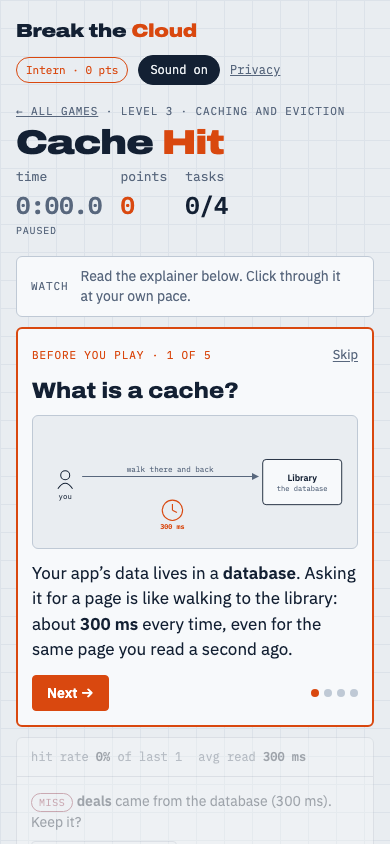 Break the Cloud
Intern · 0 pts
Sound on
Privacy
← ALL GAMES · LEVEL 3 · CACHING AND EVICTION
Cache Hit
time
points
tasks
0:00.0
0
0/4
PAUSED
WATCH
Read the explainer below. Click through it
at your own pace.
BEFORE YOU PLAY · 1 OF 5
Skip
What is a cache?
walk there and back
you
300 ms
Library
the database
Your app’s data lives in a database. Asking
it for a page is like walking to the library:
about 300 ms every time, even for the
same page you read a second ago.
Next →
hit rate 0% of last 1 avg read 300 ms
MISS deals came from the database (300 ms).
Keep it?